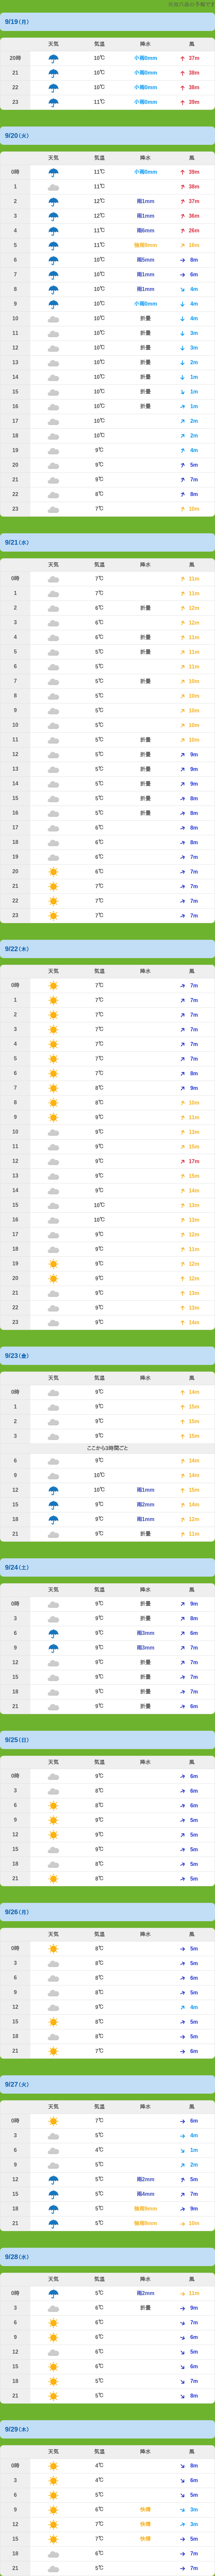 9/19(月)
天気 気温 降水 風
20時 10℃ 小雨0mm 37m
21 10℃ 小雨0mm 38m
22 11℃ 小雨0mm 38m
23 11℃ 小雨0mm 39m
9/20(火)
天気 気温 降水 風
0時 11℃ 小雨0mm 39m
1 11℃ 38m
2 12℃ 雨1mm 37m
3 12℃ 雨1mm 36m
4 11℃ 雨6mm 26m
5 11℃ 9mm 16m
6 10℃ 雨5mm 8m
7 10℃ 雨1mm 6m
8 10℃ 雨1mm 4m
9 10℃ 小雨0mm 4m
10 10℃ 折曇 4m
11 10℃ 折曇 3m
12 10℃ 折曇 3m
13 10℃ 折曇 2m
14 10℃ 折曇 1m
15 10℃ 折曇 1m
16 10℃ 折曇 1m
17 10℃ 2m
18 10℃ 2m
19 9℃ 4m
20 9℃ 5m
21 9℃ 7m
22 8℃ 8m
23 7℃ 10m
9/21(水)
天気 気温 降水 風
0時 7℃ 11m
1 7℃ 11m
2 6℃ 折曇 12m
3 6℃ 12m
4 6℃ 折曇 11m
5 5℃ 折曇 11m
6 5℃ 11m
7 5℃ 折曇 10m
8 5℃ 10m
9 5℃ 10m
10 5℃ 10m
11 5℃ 折曇 10m
12 5℃ 折曇 9m
13 5℃ 折曇 9m
14 5℃ 折曇 9m
15 5℃ 折曇 8m
16 5℃ 折曇 8m
17 6℃ 8m
18 6℃ 8m
19 6℃ 7m
20 6℃ 7m
21 7℃ 7m
22 7℃ 7m
23 7℃ 7m
9/22(木)
天気 気温 降水 風
0時 7℃ 7m
1 7℃ 7m
2 7℃ 7m
3 7℃ 7m
4 7℃ 7m
5 7℃ 7m
6 7℃ 8m
7 8℃ 9m
8 8℃ 10m
9 9℃ 11m
10 9℃ 13m
11 9℃ 15m
12 9℃ 17m
13 9℃ 15m
14 9℃ 14m
15 10℃ 13m
16 10℃ 13m
17 9℃ 12m
18 9℃ 11m
19 9℃ 12m
20 9℃ 12m
21 9℃ 13m
22 9℃ 13m
23 9℃ 14m
9/23(金)
天気 気温 降水 風
0時 9℃ 14m
1 9℃ 15m
2 9℃ 15m
3 9℃ 15m
ここから3時間ごと
6 9℃ 14m
9 10℃ 14m
12 10℃ 雨1mm 15m
15 9℃ 雨2mm 14m
18 9℃ 雨1mm 12m
21 9℃ 折曇 11m
9/24(土)
天気 気温 降水 風
0時 9℃ 折曇 9m
3 9℃ 折曇 8m
6 9℃ 雨3mm 6m
9 9℃ 雨3mm 7m
12 9℃ 折曇 7m
15 9℃ 折曇 7m
18 9℃ 折曇 7m
21 9℃ 折曇 6m
9/25(日)
天気 気温 降水 風
0時 9℃ 6m
3 8℃ 6m
6 8℃ 6m
9 9℃ 5m
12 9℃ 5m
15 9℃ 5m
18 8℃ 5m
21 8℃ 5m
9/26(月)
天気 気温 降水 風
0時 8℃ 5m
3 8℃ 5m
6 8℃ 6m
9 8℃ 5m
12 9℃ 4m
15 8℃ 5m
18 8℃ 5m
21 7℃ 6m
9/27(火)
天気 気温 降水 風
0時 7℃ 6m
3 5℃ 4m
6 4℃ 1m
9 5℃ 2m
12 5℃ 雨2mm 5m
15 5℃ 雨4mm 7m
18 5℃ 9m
21 5℃ 10m
9/28(水)
天気 気温 降水 風
0時 5℃ 雨2mm 11m
3 6℃ 折曇 9m
6 6℃ 7m
9 6℃ 6m
12 6℃ 5m
15 6℃ 6m
18 5℃ 7m
21 5℃ 8m
9/29(木)
天気 気温 降水 風
0時 4℃ 8m
3 4℃ 6m
6 5℃ 5m
9 6℃ 快晴 3m
12 7℃ 快晴 3m
15 7℃ 快晴 5m
18 6℃ 7m
21 5℃ 7m